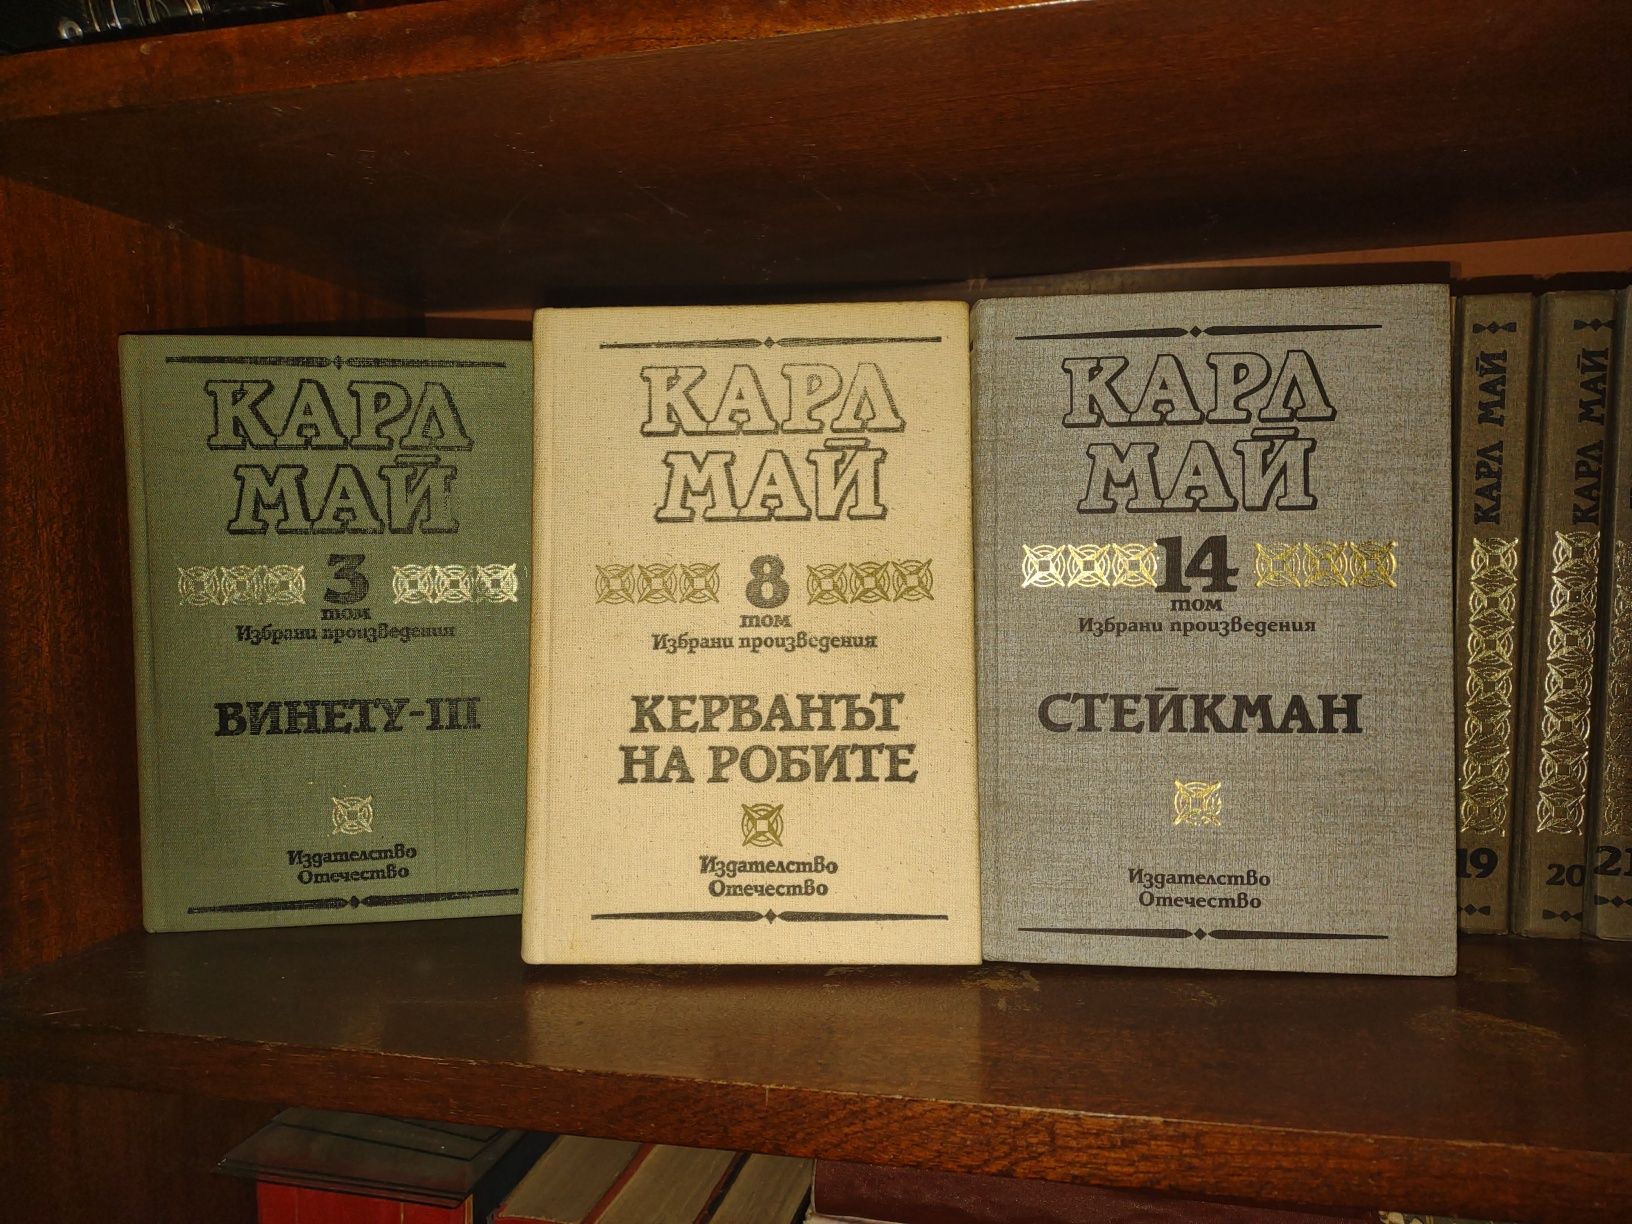 КАРЛ
МАЙ
3
том
Избрани произведения
ВИНЕТУ-III
Издателство
Отечество
КАРЛ
МАЙ
8
том
Избрани произведения
КЕРВАНЪТ
НА РОБИТЕ
Издателство
Отечество
КАРЛ
МАЙ
14
том
Избрани произведения
СТЕЙКМАН
Издателство
Отечество
КАРЛ МАЙ
19
КАРЛ МАЙ
20
21